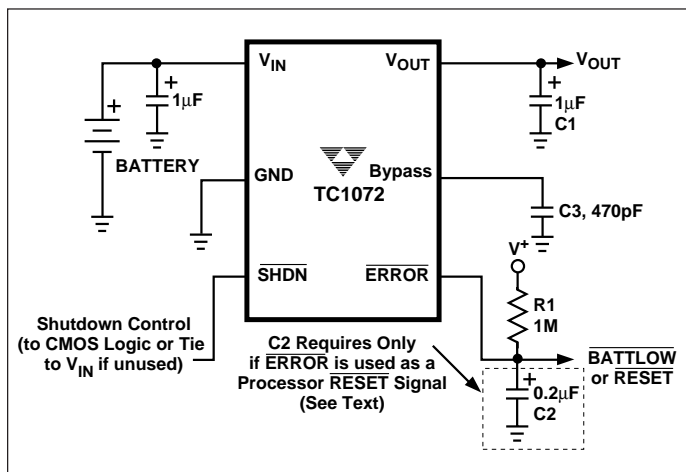 V_IN
V_OUT
V_OUT
+
1µF
+
1µF
C1
+
BATTERY
GND
Bypass
TC1072
C3, 470pF
V+
SHDN
ERROR
R1
1M
Shutdown Control
(to CMOS Logic or Tie
to V_IN if unused)
C2 Requires Only
if ERROR is used as a
Processor RESET Signal
(See Text)
BATTLOW
or RESET
+
0.2µF
C2